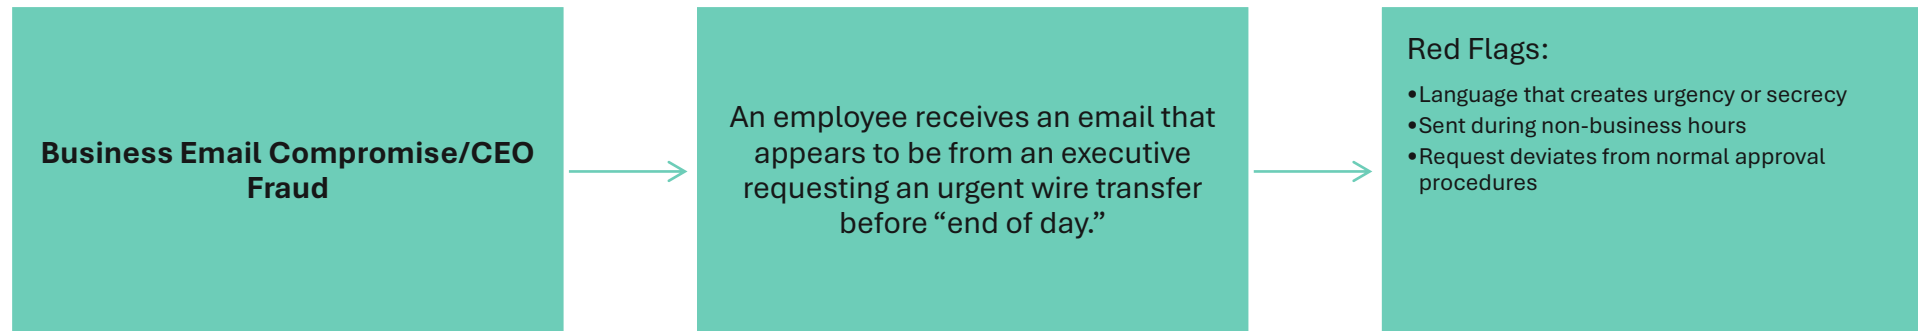 Business Email Compromise/CEO
Fraud
An employee receives an email that
appears to be from an executive
requesting an urgent wire transfer
before “end of day.”
Red Flags:
•Language that creates urgency or secrecy
•Sent during non-business hours
•Request deviates from normal approval
procedures